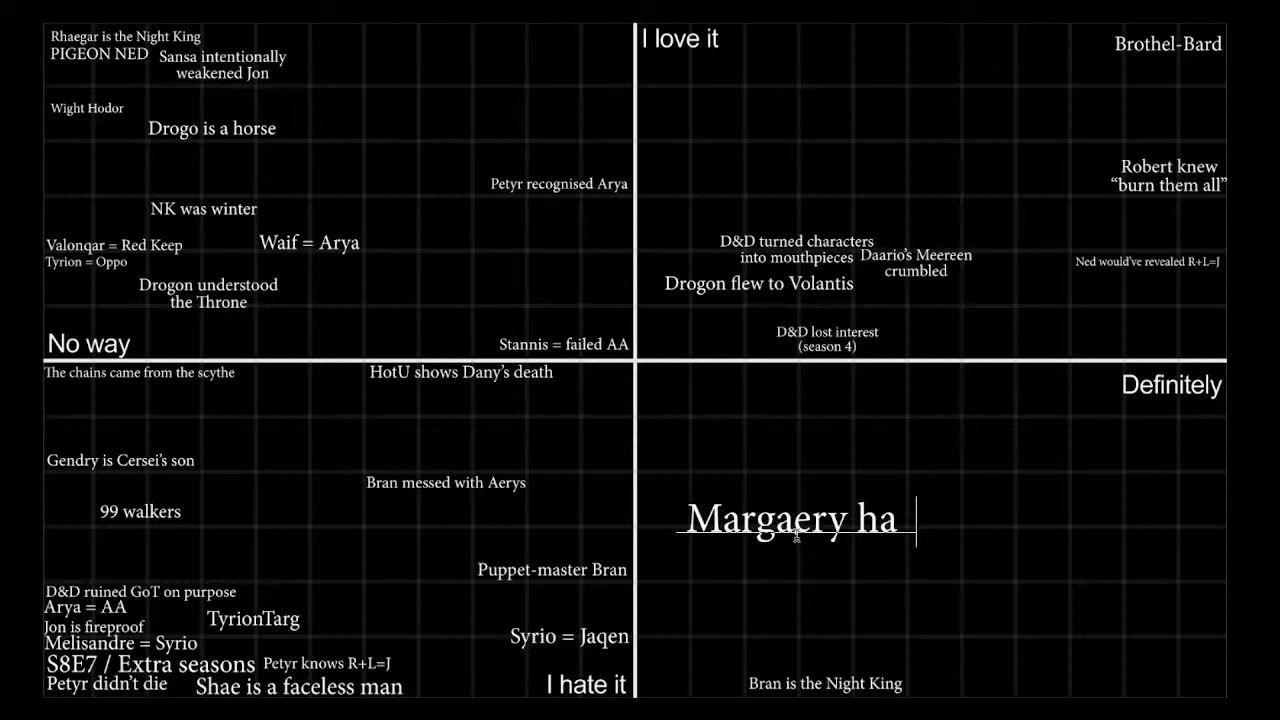 Rhaegar is the Night King
PIGEON NED
Sansa intentionally
weakened Jon
Wight Hodor
Drogo is a horse
Petyr recognised Arya
NK was winter
Valonqar = Red Keep
Waif = Arya
Tyrion = Oppo
Drogon understood
the Throne
No way
Stannis = failed AA
I love it
Brothel-Bard
Robert knew
“burn them all”
D&D turned characters
into mouthpieces
Daario’s Meereen
crumbled
Ned would’ve revealed R+L=J
Drogon flew to Volantis
D&D lost interest
(season 4)
The chains came from the scythe
HotU shows Dany’s death
Gendry is Cersei’s son
Bran messed with Aerys
99 walkers
Puppet-master Bran
D&D ruined GoT on purpose
Arya = AA
TyrionTarg
Jon is fireproof
Melisandre = Syrio
Syrio = Jaqen
S8E7 / Extra seasons
Petyr knows R+L=J
Petyr didn’t die
Shae is a faceless man
I hate it
Definitely
Margaery ha
Bran is the Night King